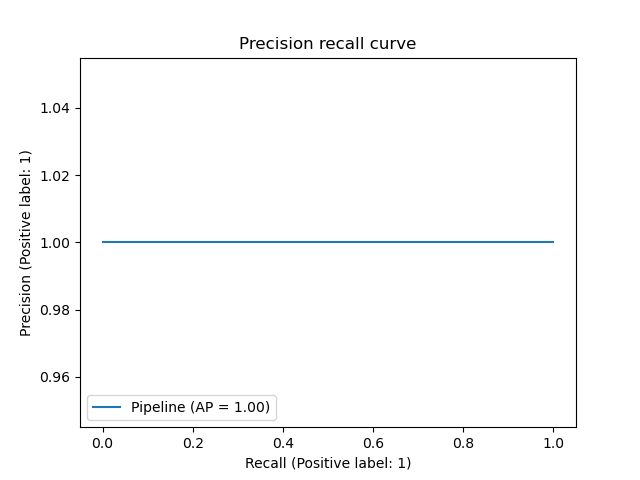 Precision recall curve
1.04
1.02
1.00
0.98
0.96
Precision (Positive label: 1)
Pipeline (AP = 1.00)
0.0 0.2 0.4 0.6 0.8 1.0
Recall (Positive label: 1)